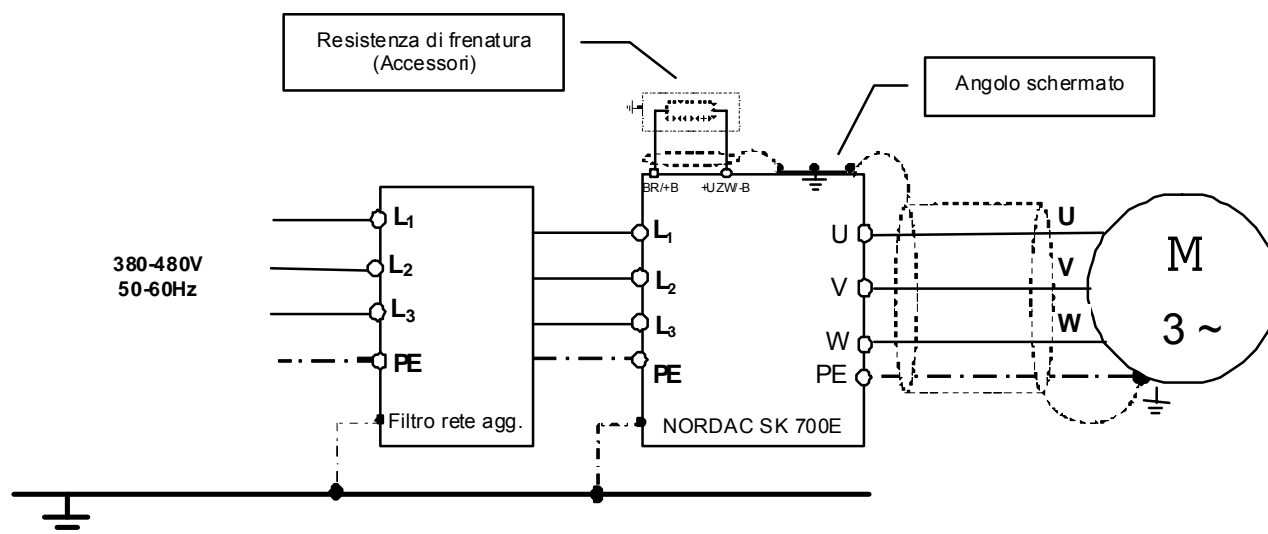 Resistenza di frenatura
(Accessori)
Angolo schermato
BR/+B
+UZW/-B
380-480V
50-60Hz
L1
L2
L3
PE
Filtro rete agg.
L1
L2
L3
PE
U
V
W
PE
NORDAC SK 700E
U
V
W
M
3 ~